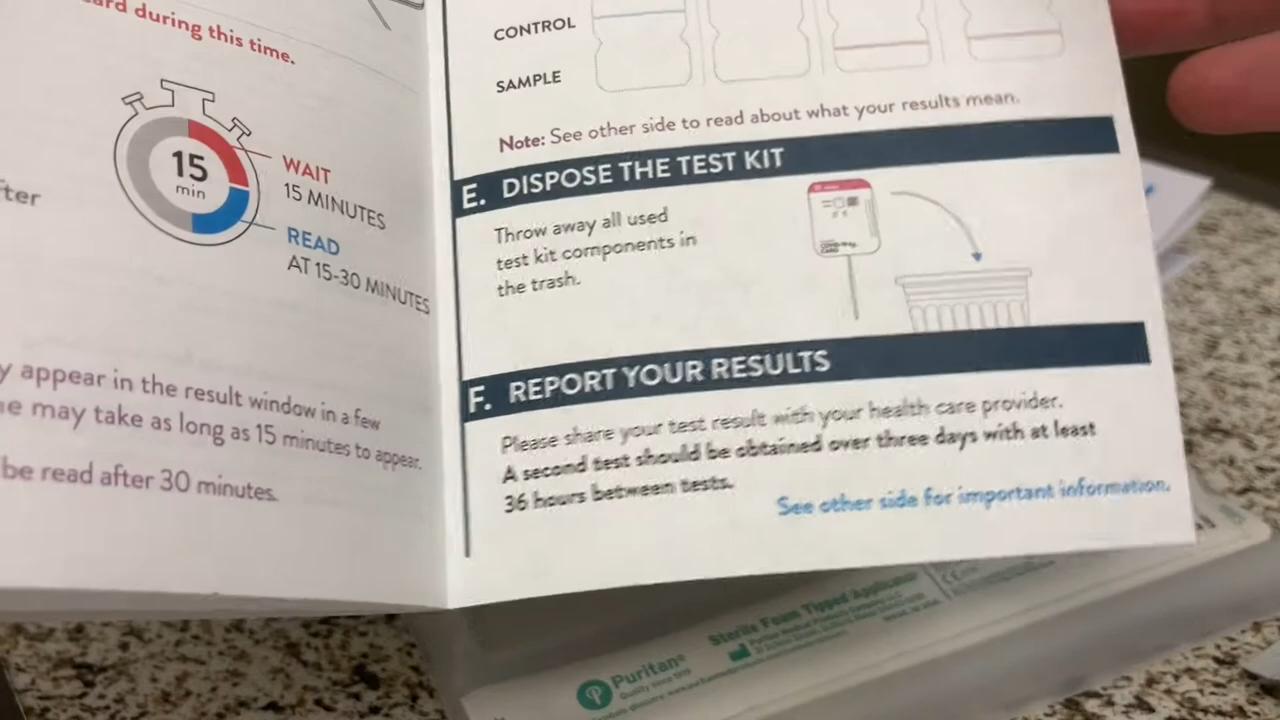 card during this time.
15
min
WAIT
15 MINUTES
READ
AT 15-30 MINUTES
y appear in the result window in a few
may take as long as 15 minutes to appear.
be read after 30 minutes.
CONTROL
SAMPLE
Note: See other side to read about what your results mean.
E. DISPOSE THE TEST KIT
Throw away all used
test kit components in
the trash.
F. REPORT YOUR RESULTS
Please share your test result with your health care provider.
A second test should be obtained over three days with at least
36 hours between tests.
See other side for important information.
Puritan®
Quality since 1919
Sterile Foam Tipped Applicator